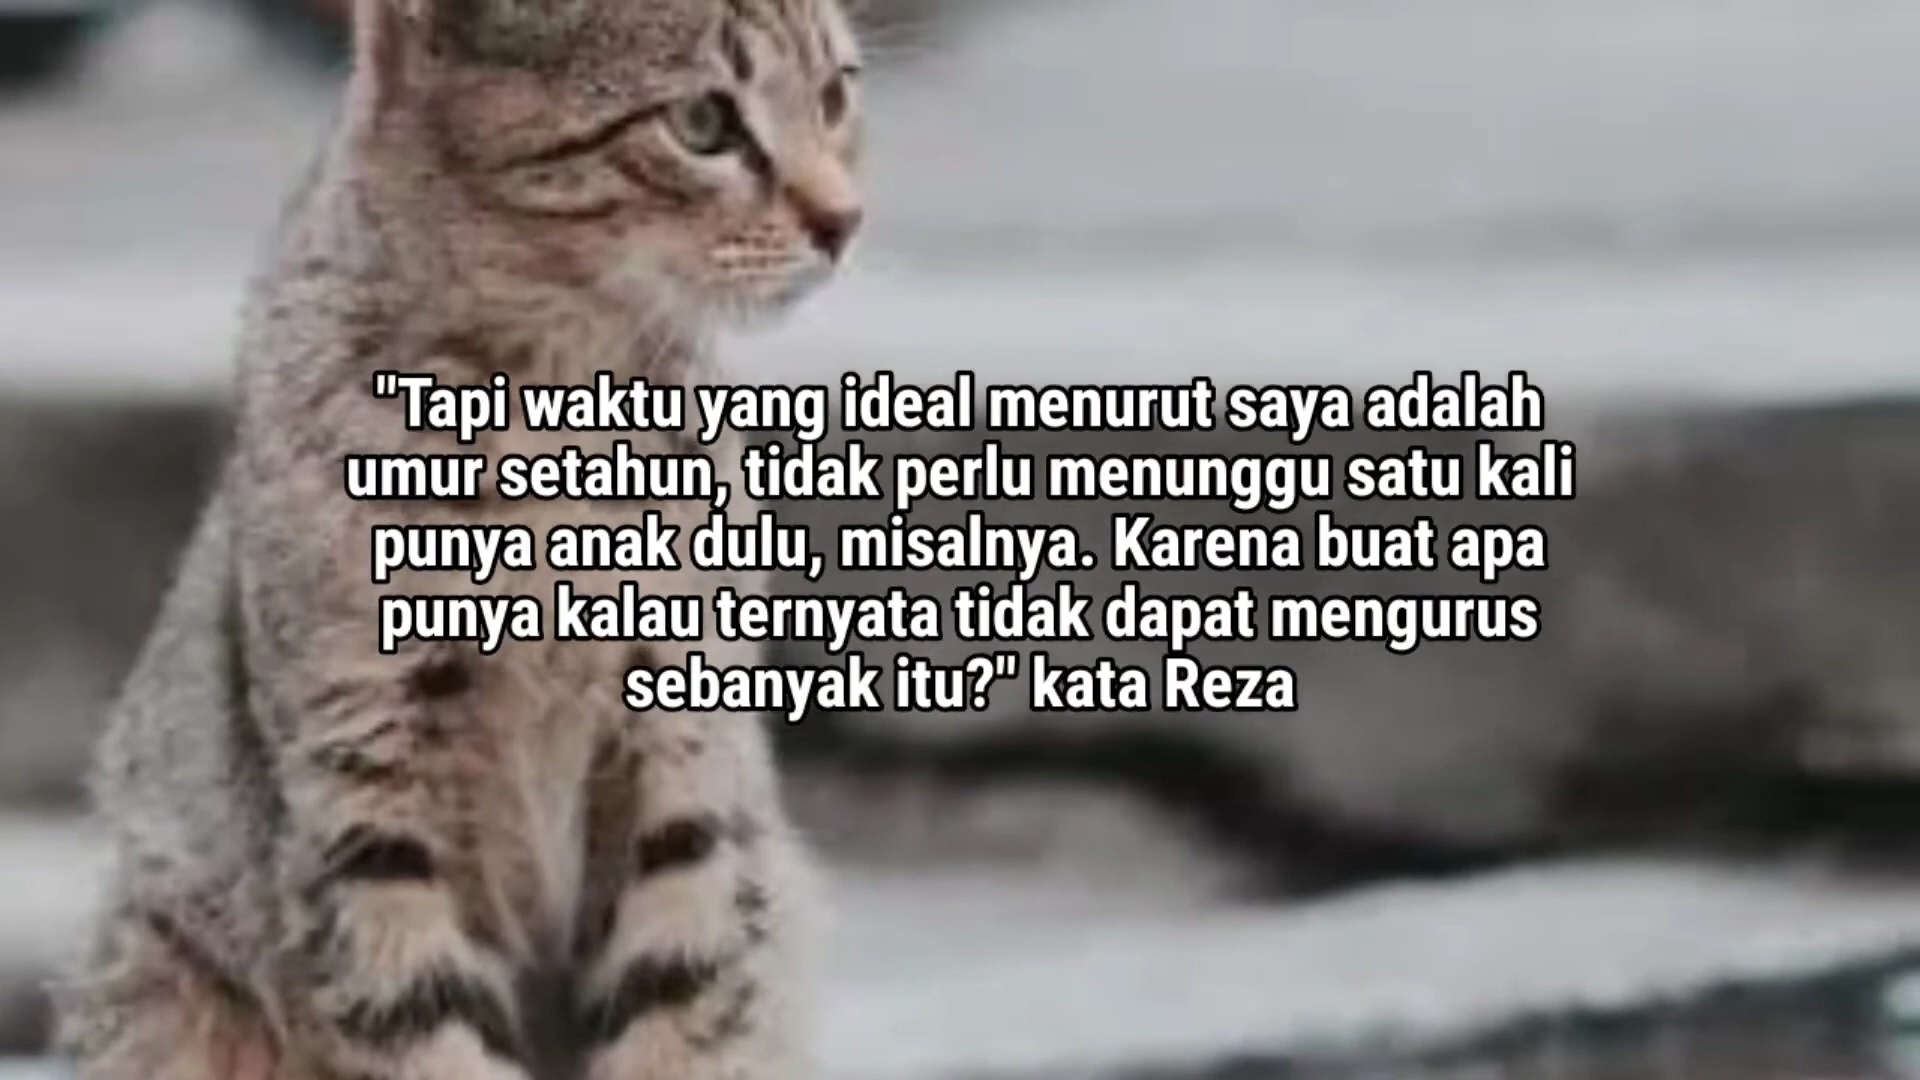 "Tapi waktu yang ideal menurut saya adalah
umur setahun, tidak perlu menunggu satu kali
punya anak dulu, misalnya. Karena buat apa
punya kalau ternyata tidak dapat mengurus
sebanyak itu?" kata Reza